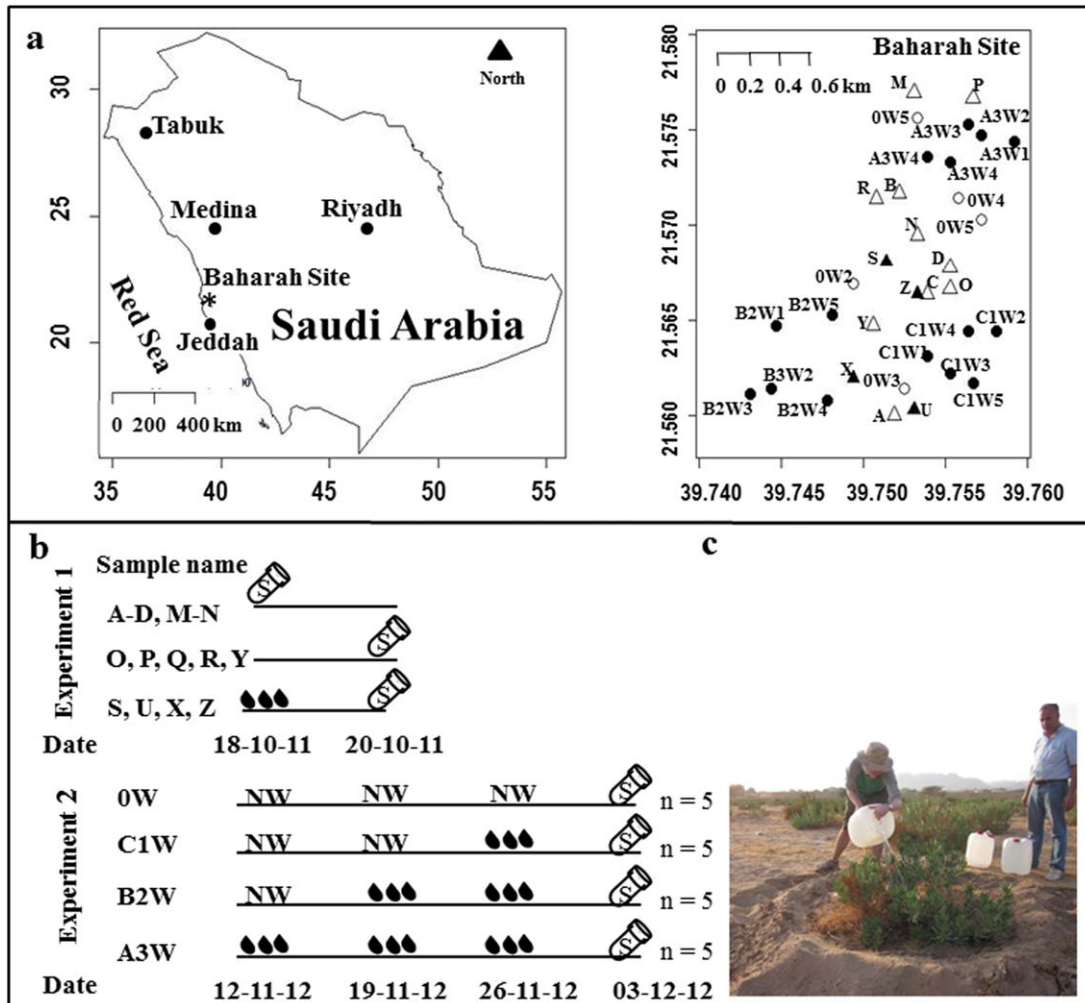 a
North
30
25
20
Tabuk
Medina
Riyadh
Baharah Site
*
Jeddah
Red Sea
Saudi Arabia
0 200 400 km
35 40 45 50 55
Baharah Site
0 0.2 0.4 0.6 km
21.580
21.575
21.570
21.565
21.560
M
P
0W5
A3W2
A3W3
A3W1
A3W4
A3W4
R
B
0W4
0W5
N
S
D
0W2
Z
C
O
B2W1
B2W5
Y
C1W4
C1W2
C1W1
C1W3
X
0W3
C1W5
B3W2
B2W3
B2W4
A
U
39.740 39.745 39.750 39.755 39.760
b
Experiment 1
Sample name
S
A-D, M-N
S
O, P, Q, R, Y
S
S, U, X, Z
Date 18-10-11 20-10-11
Experiment 2
0W NW NW NW S n = 5
C1W NW NW S n = 5
B2W NW S n = 5
A3W S n = 5
Date 12-11-12 19-11-12 26-11-12 03-12-12
c